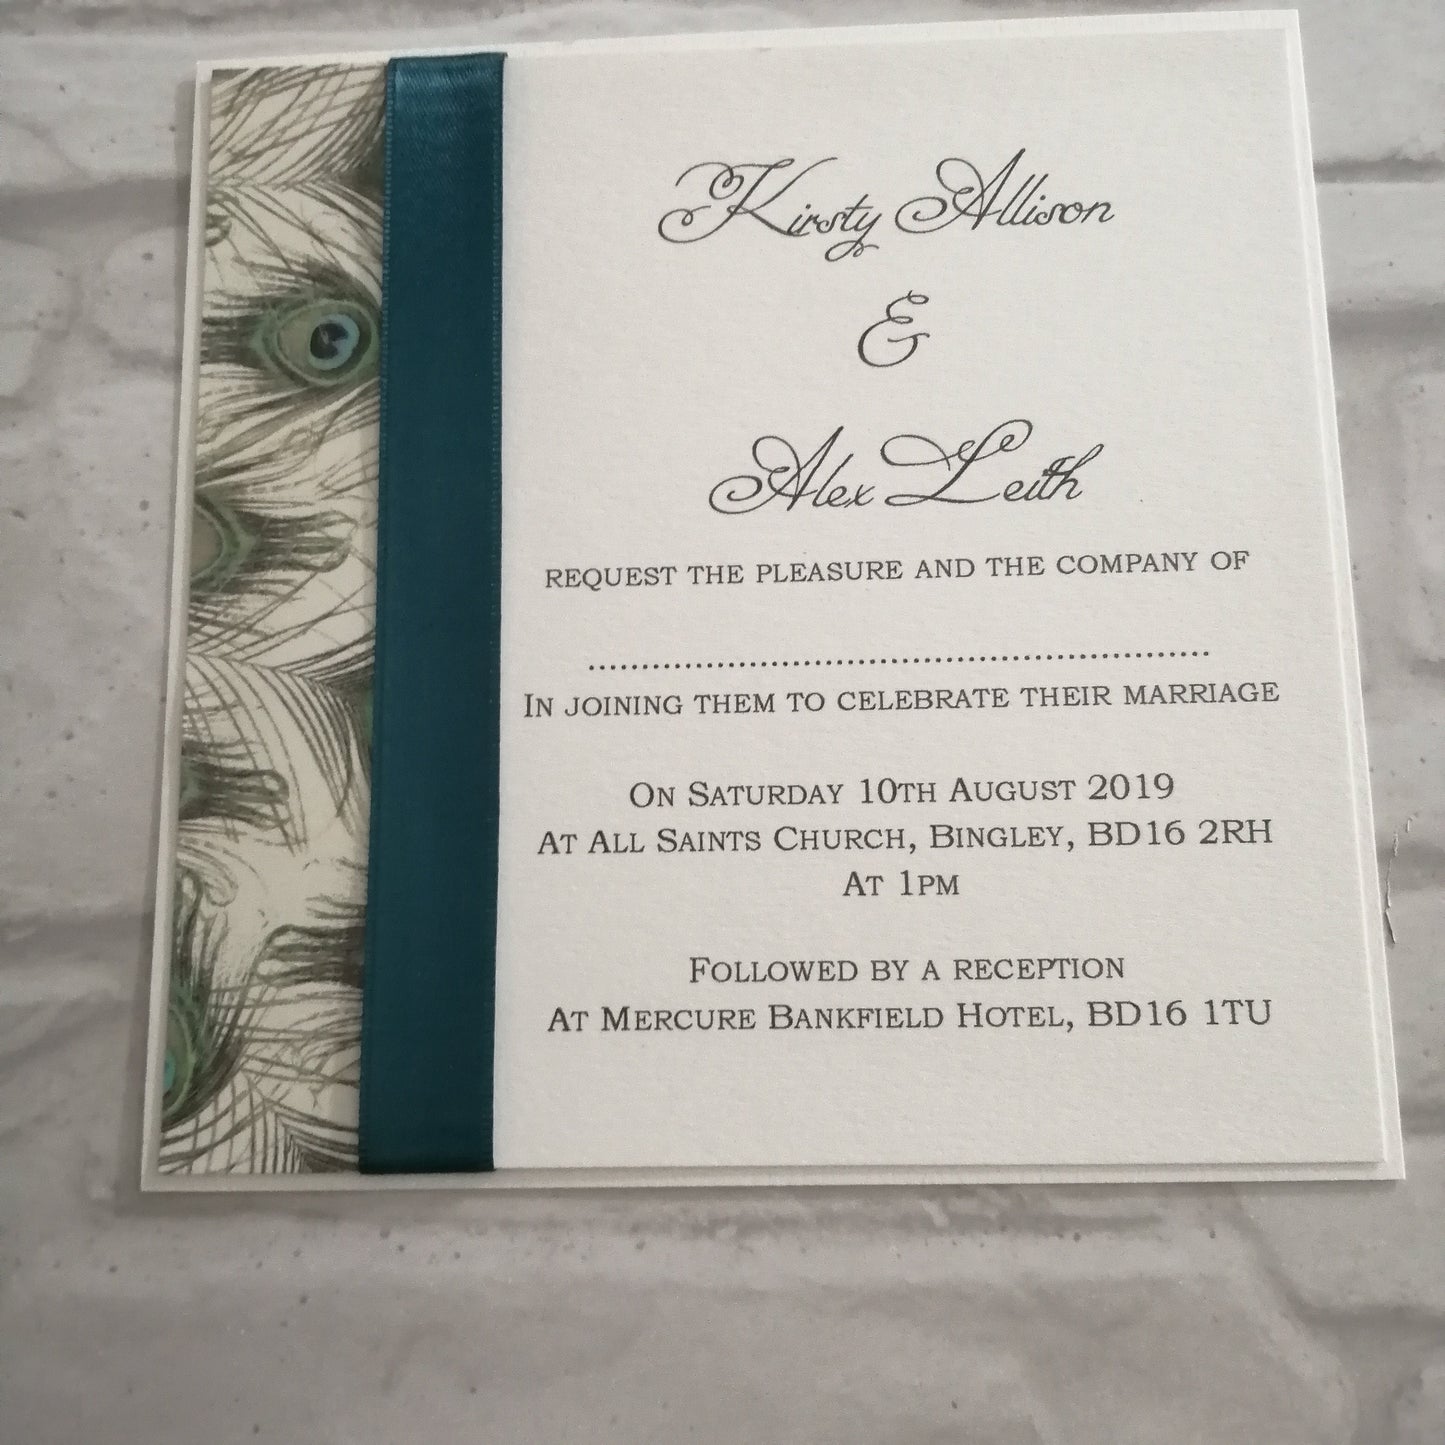 Kirsty Allison
&
Alex Leith
REQUEST THE PLEASURE AND THE COMPANY OF
............................................................
IN JOINING THEM TO CELEBRATE THEIR MARRIAGE
ON SATURDAY 10TH AUGUST 2019
AT ALL SAINTS CHURCH, BINGLEY, BD16 2RH
AT 1PM
FOLLOWED BY A RECEPTION
AT MERCURE BANKFIELD HOTEL, BD16 1TU